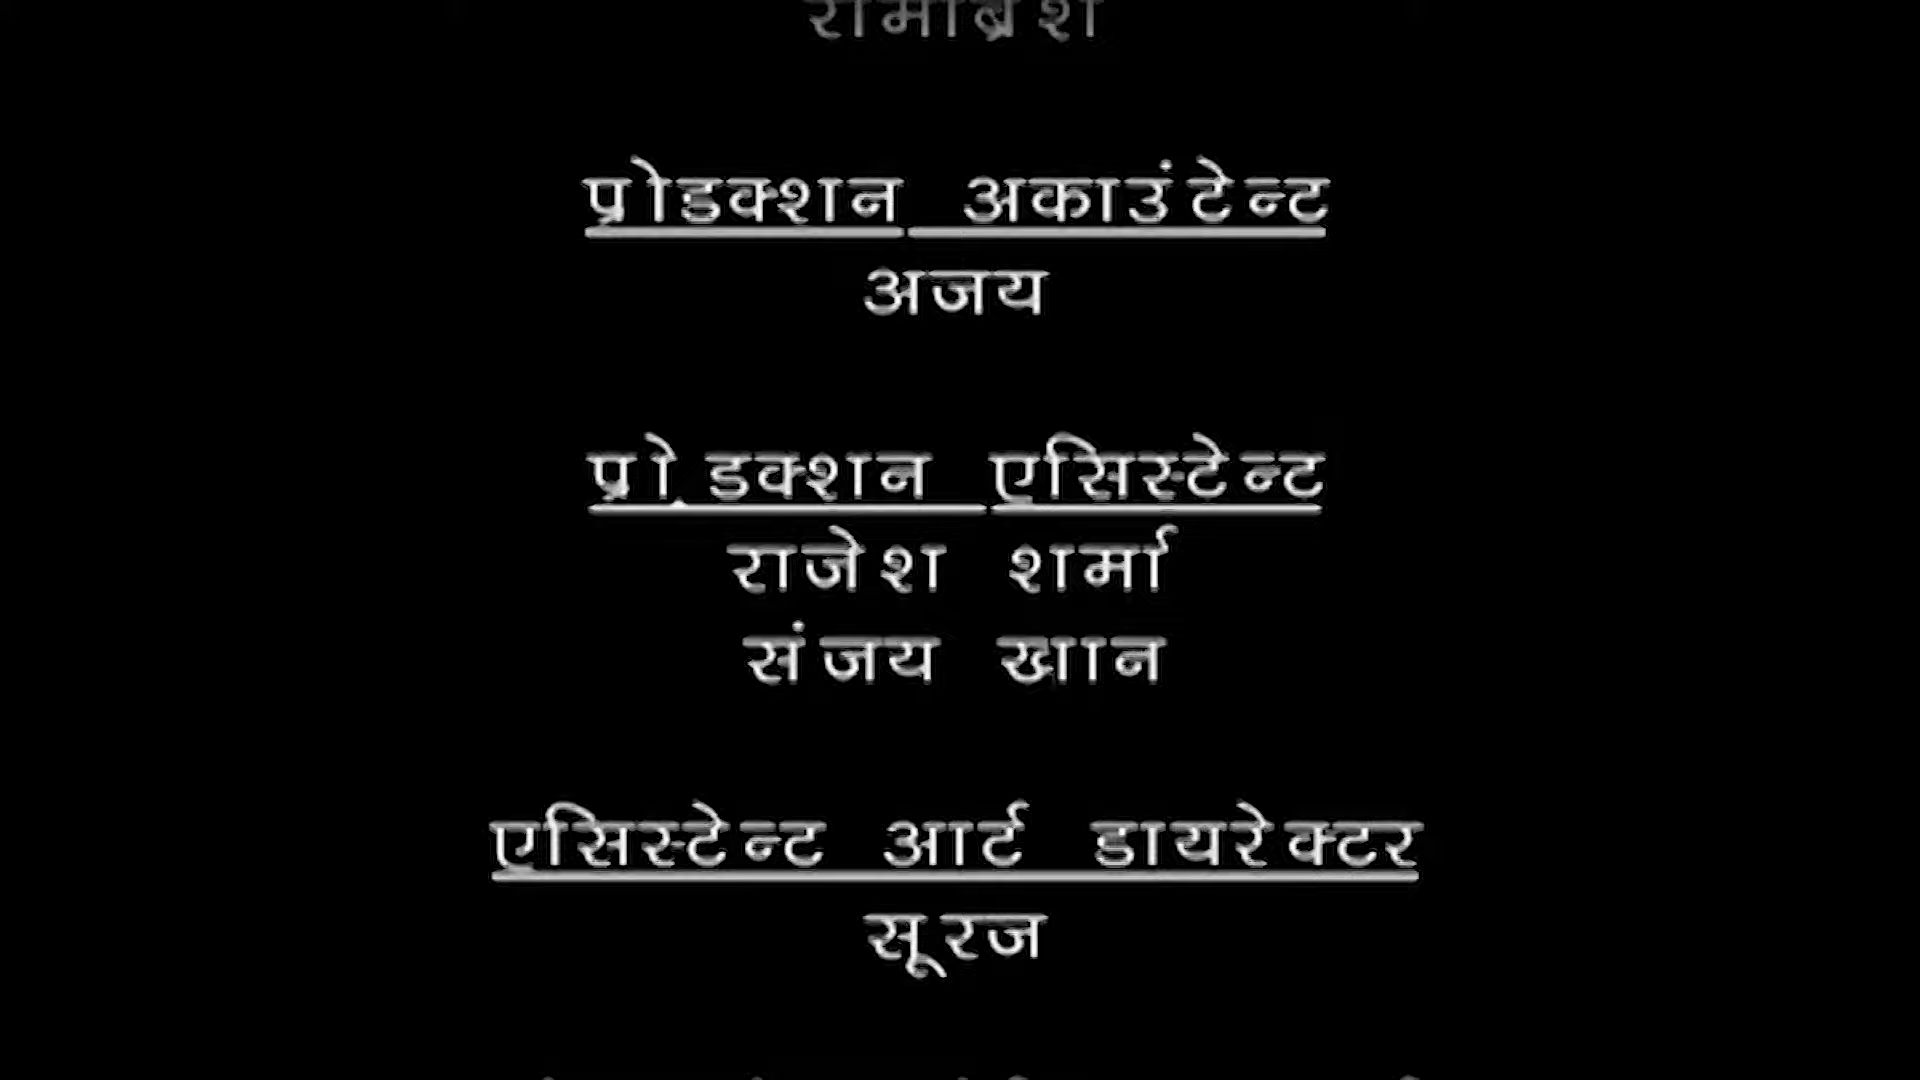 प्रोडक्शन अकाउंटेन्ट
अजय
प्रोडक्शन एसिस्टेन्ट
राजेश शर्मा
संजय खान
एसिस्टेन्ट आर्ट डायरेक्टर
सूरज